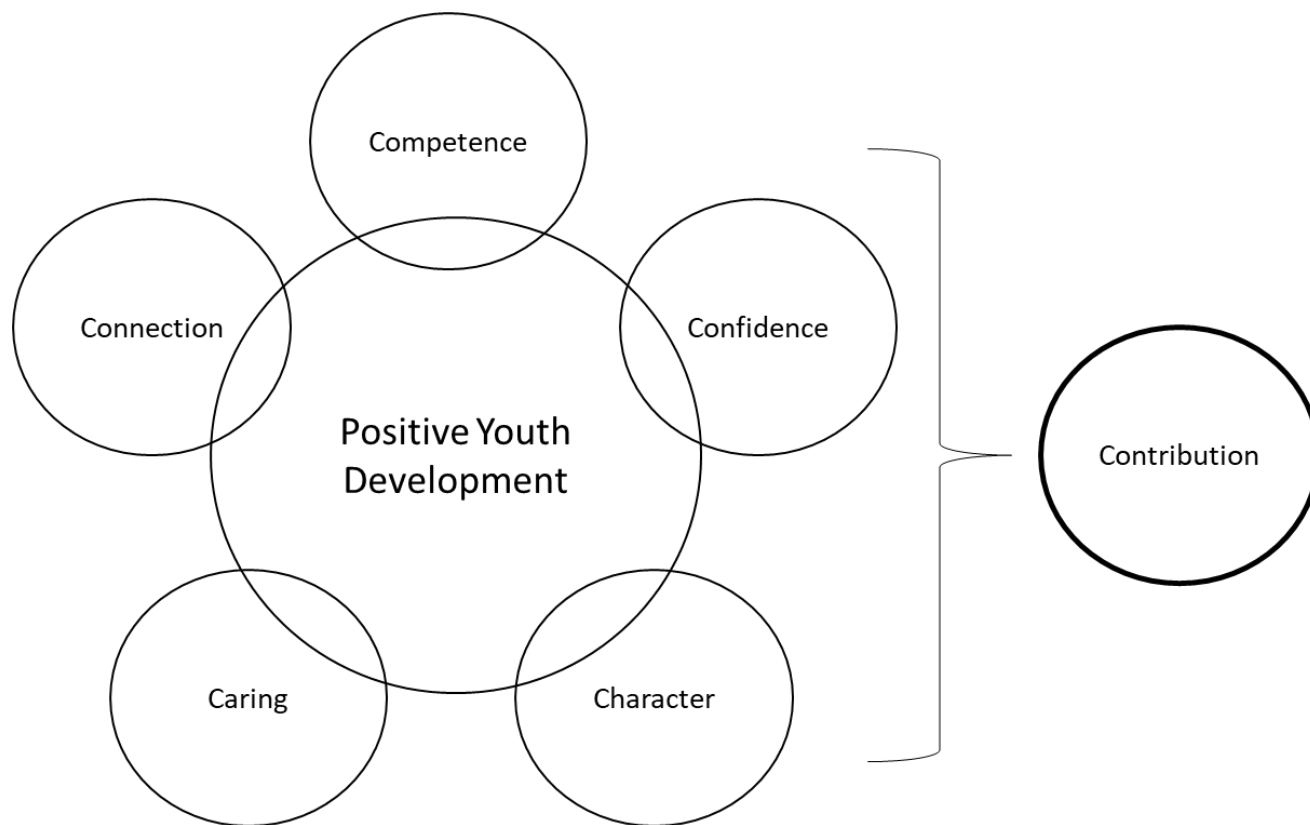 Competence
Connection
Confidence
Positive Youth
Development
Contribution
Caring
Character